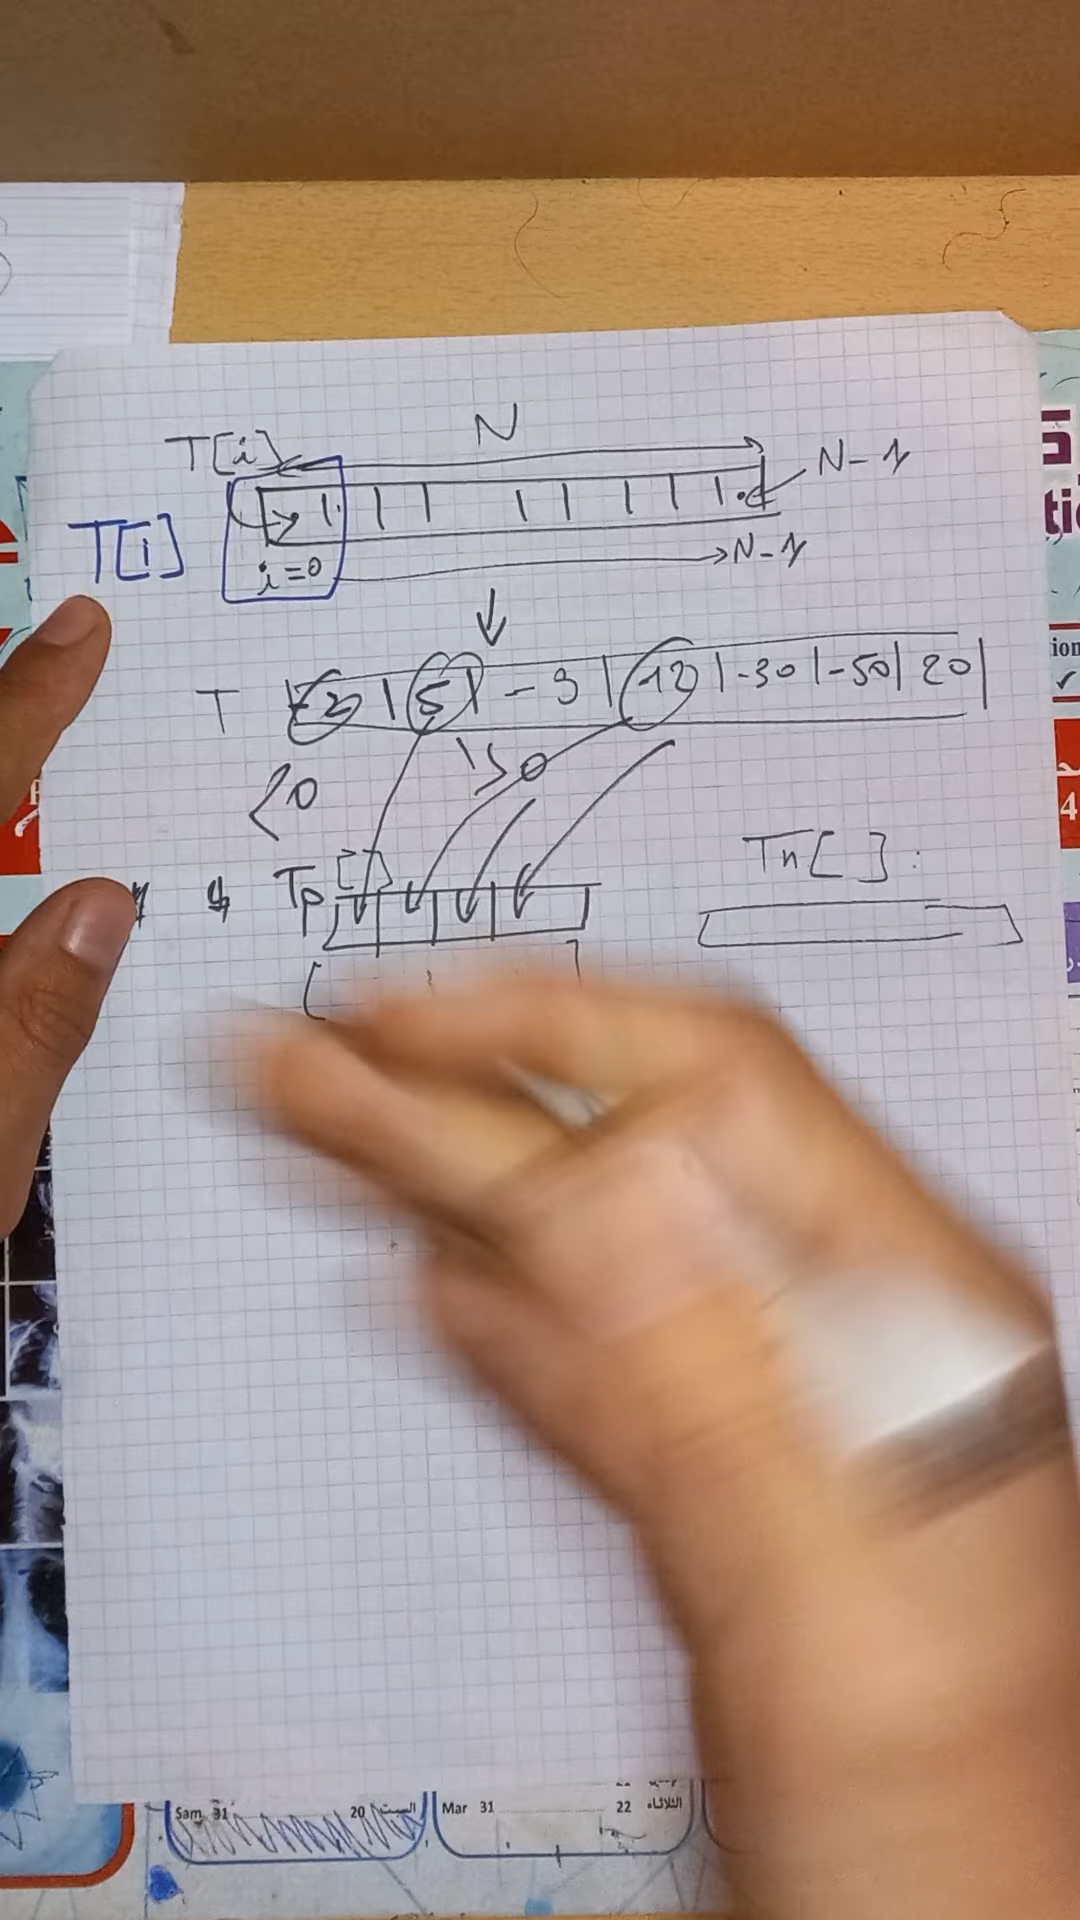 N
T[i]
N-1
T[i]
i=0
N-1
T -2 | 5 | -3 | 12 | -30 | -50 | 20 |
<0
>0
Tp[]
Tn[ ]:
Sam 31 20 السبت
Mar 31 22 الثلاثاء